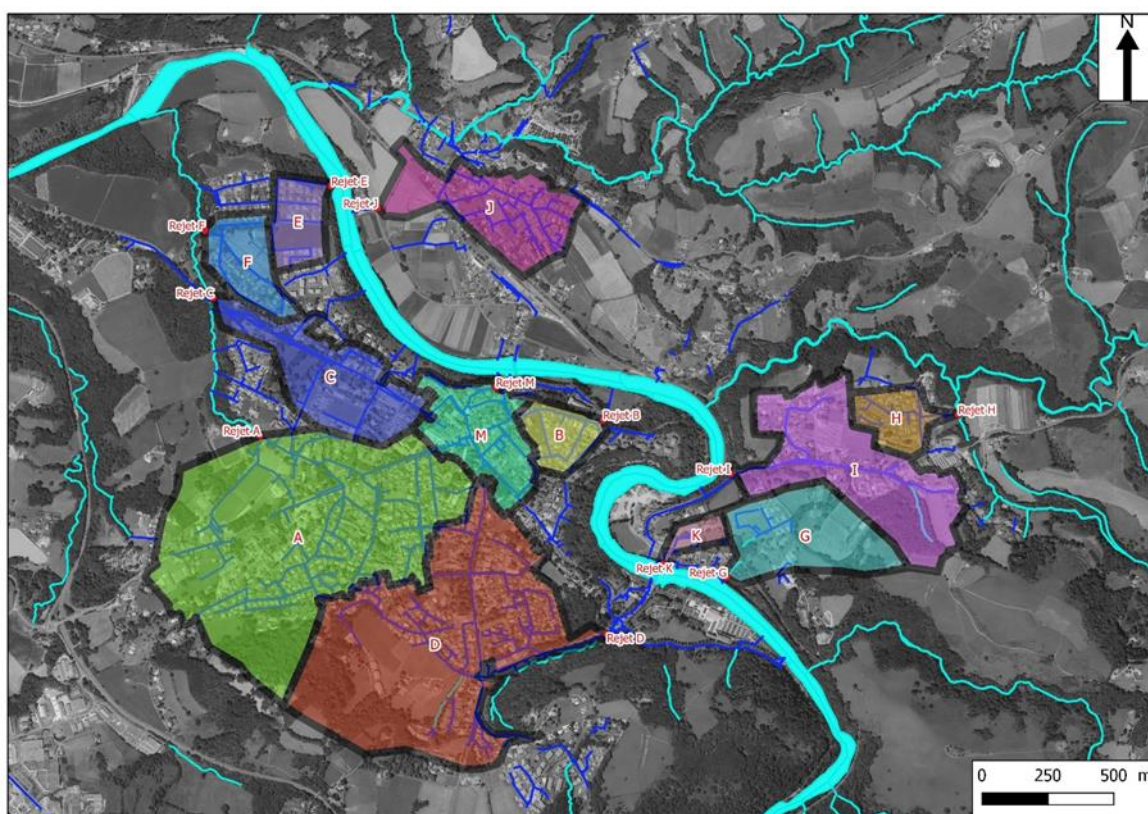 N
Rejet E
Rejet J
J
E
Rejet F
F
Rejet C
C
Rejet M
Rejet B
Rejet H
H
Rejet A
M
B
Rejet I
I
A
K
G
Rejet K
Rejet G
Rejet D
D
0 250 500 m